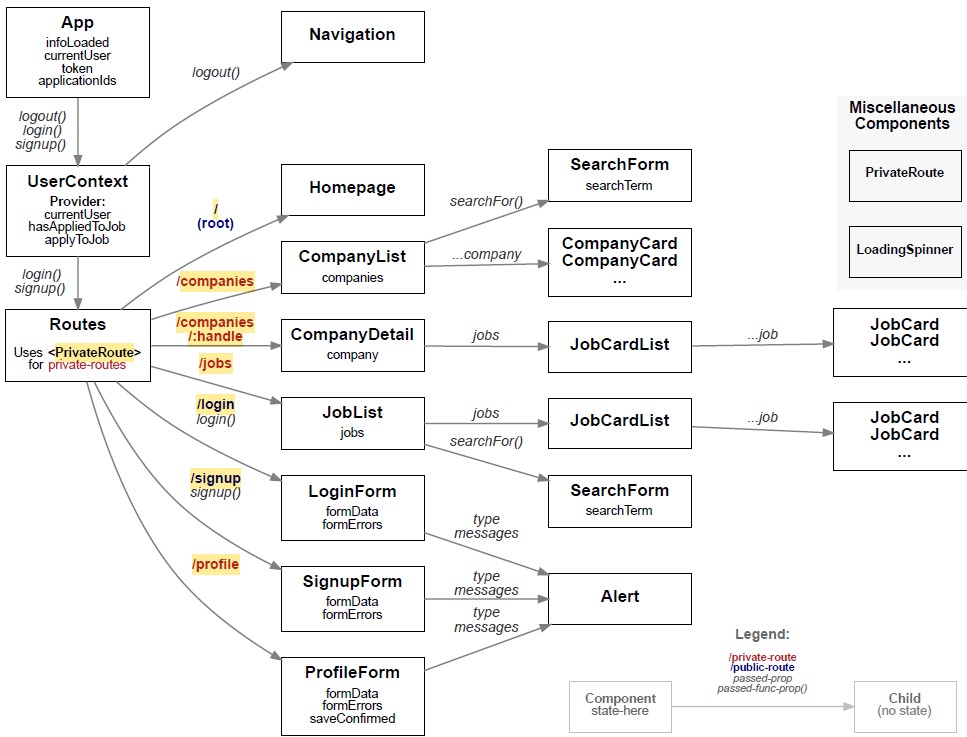 App
infoLoaded
currentUser
token
applicationIds
logout()
login()
signup()
UserContext
Provider:
currentUser
hasAppliedToJob
applyToJob
login()
signup()
Routes
Uses <PrivateRoute>
for private-routes
logout()
Navigation
/
(root)
Homepage
/companies
CompanyList
companies
searchFor()
SearchForm
searchTerm
...company
CompanyCard
CompanyCard
...
/companies
/:handle
CompanyDetail
company
jobs
JobCardList
...job
JobCard
JobCard
...
/jobs
JobList
jobs
jobs
JobCardList
...job
JobCard
JobCard
...
searchFor()
SearchForm
searchTerm
/login
login()
LoginForm
formData
formErrors
type
messages
/signup
signup()
SignupForm
formData
formErrors
type
messages
Alert
/profile
ProfileForm
formData
formErrors
saveConfirmed
type
messages
Miscellaneous
Components
PrivateRoute
LoadingSpinner
Legend:
/private-route
/public-route
passed-prop
passed-func-prop()
Component
state-here
Child
(no state)